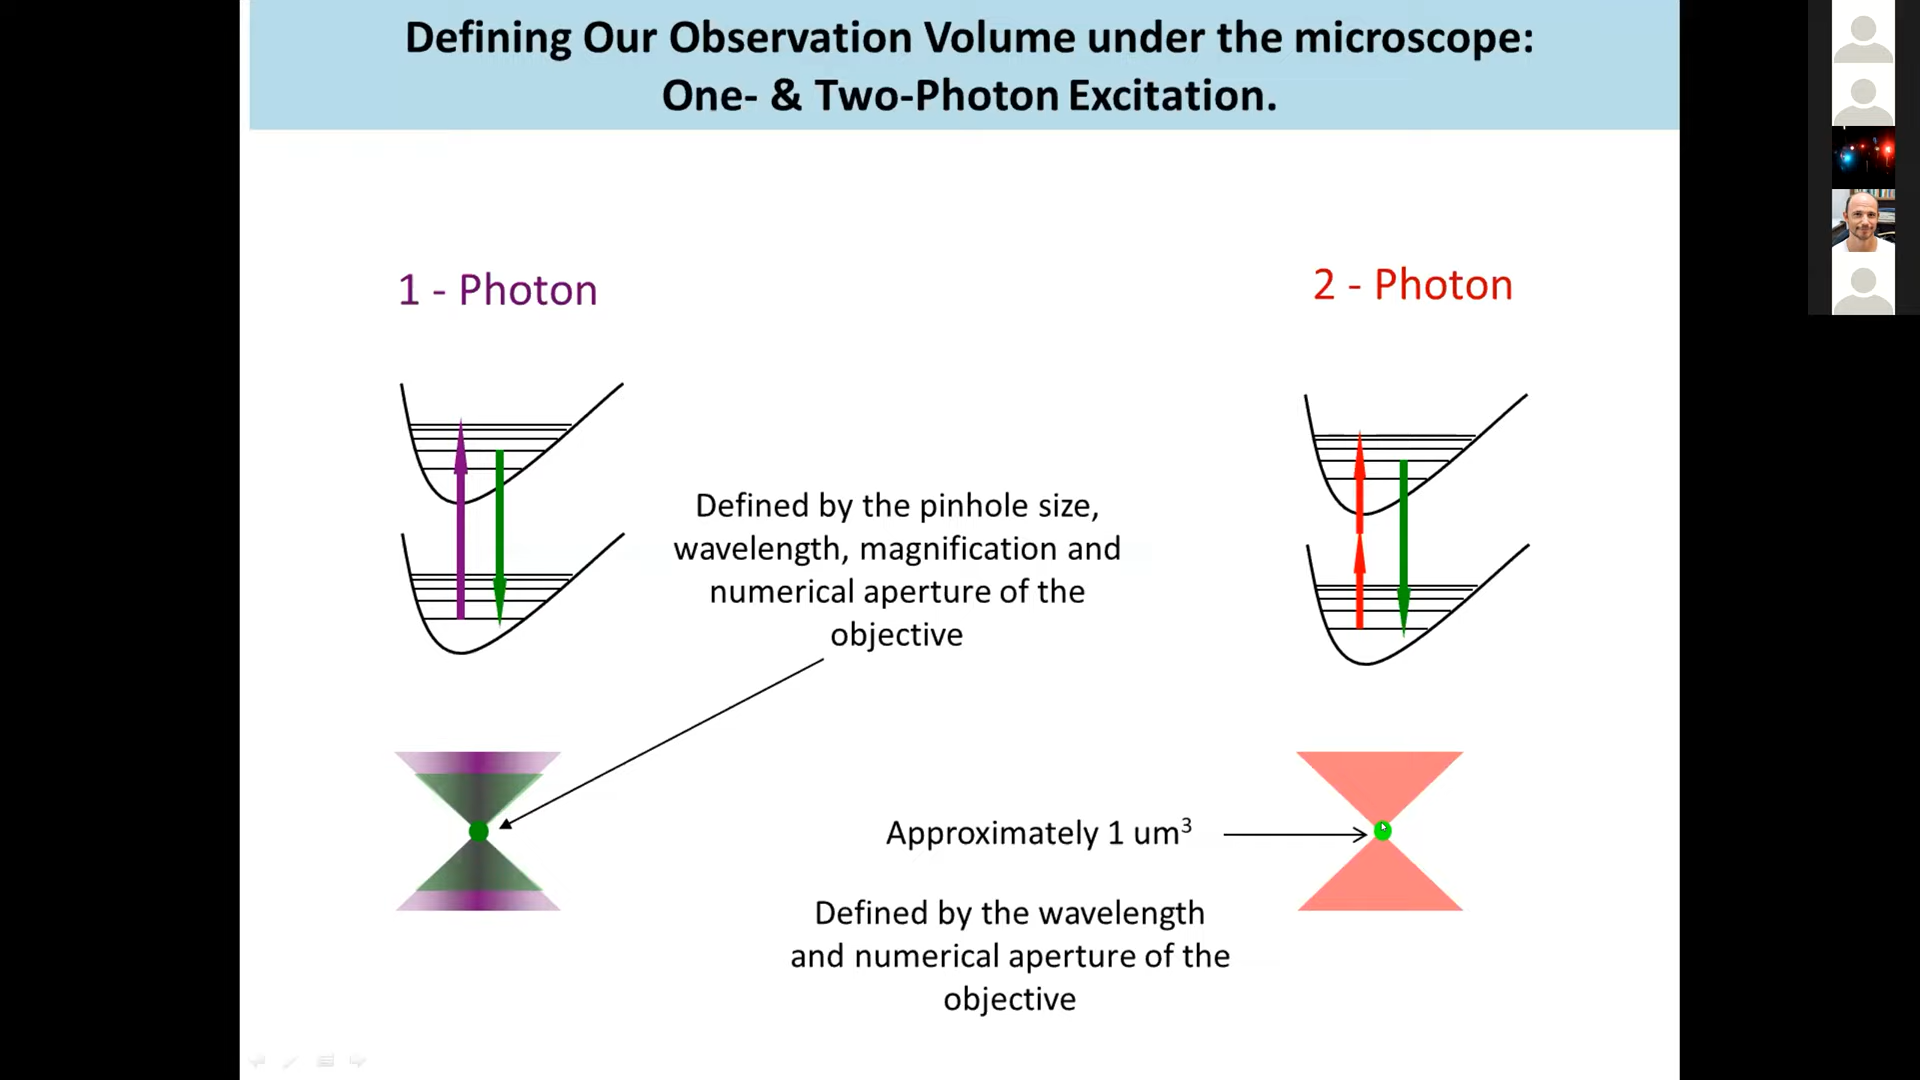 Defining Our Observation Volume under the microscope:
One- & Two-Photon Excitation.
1 - Photon
2 - Photon
Defined by the pinhole size,
wavelength, magnification and
numerical aperture of the
objective
Approximately 1 um³
Defined by the wavelength
and numerical aperture of the
objective